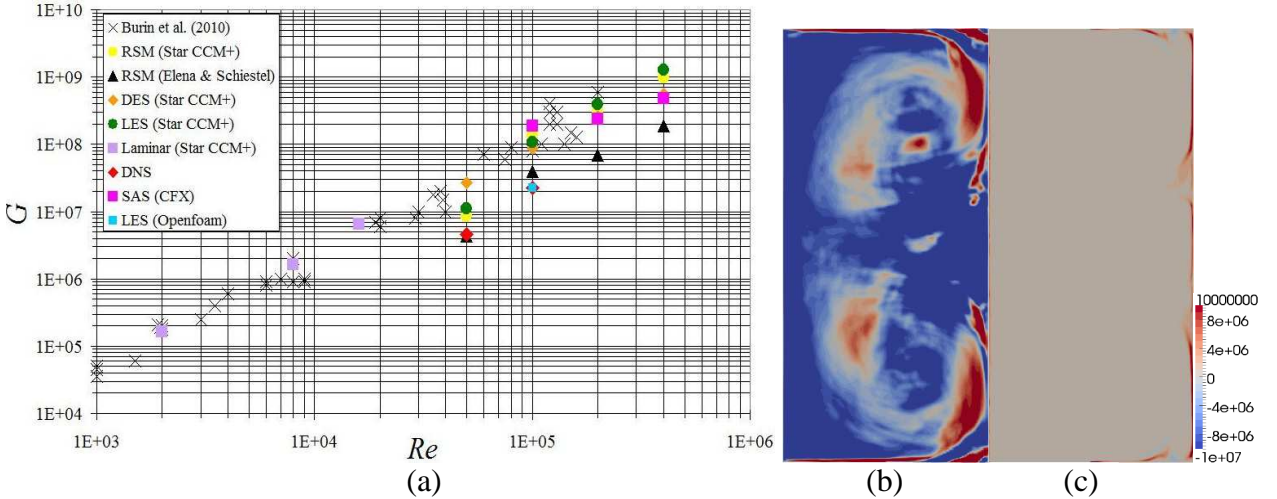 1E+10
1E+09
1E+08
1E+07
1E+06
1E+05
1E+04
G
Burin et al. (2010)
RSM (Star CCM+)
RSM (Elena & Schiestel)
DES (Star CCM+)
LES (Star CCM+)
Laminar (Star CCM+)
DNS
SAS (CFX)
LES (Openfoam)
1E+03
1E+04
1E+05
1E+06
Re
(a)
(b)
(c)
10000000
8e+06
4e+06
0
-4e+06
-8e+06
-1e+07